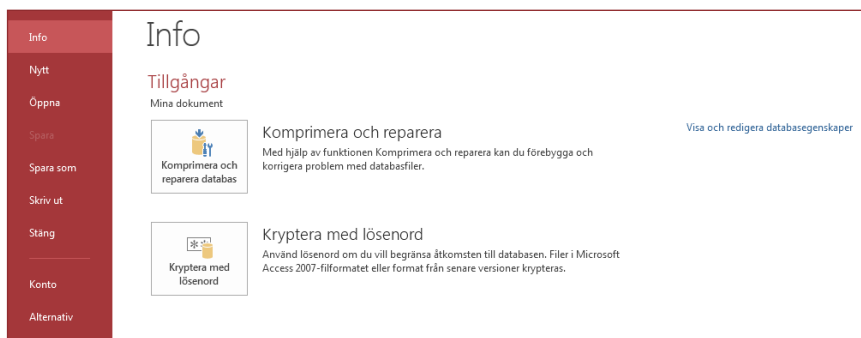 Info
Nytt
Öppna
Spara
Spara som
Skriv ut
Stäng
Konto
Alternativ
Info
Tillgångar
Mina dokument
Komprimera och
reparera databas
Komprimera och reparera
Med hjälp av funktionen Komprimera och reparera kan du förebygga och
korrigera problem med databasfiler.
Visa och redigera databasegenskaper
Kryptera med
lösenord
Kryptera med lösenord
Använd lösenord om du vill begränsa åtkomsten till databasen. Filer i Microsoft
Access 2007-filformatet eller format från senare versioner krypteras.